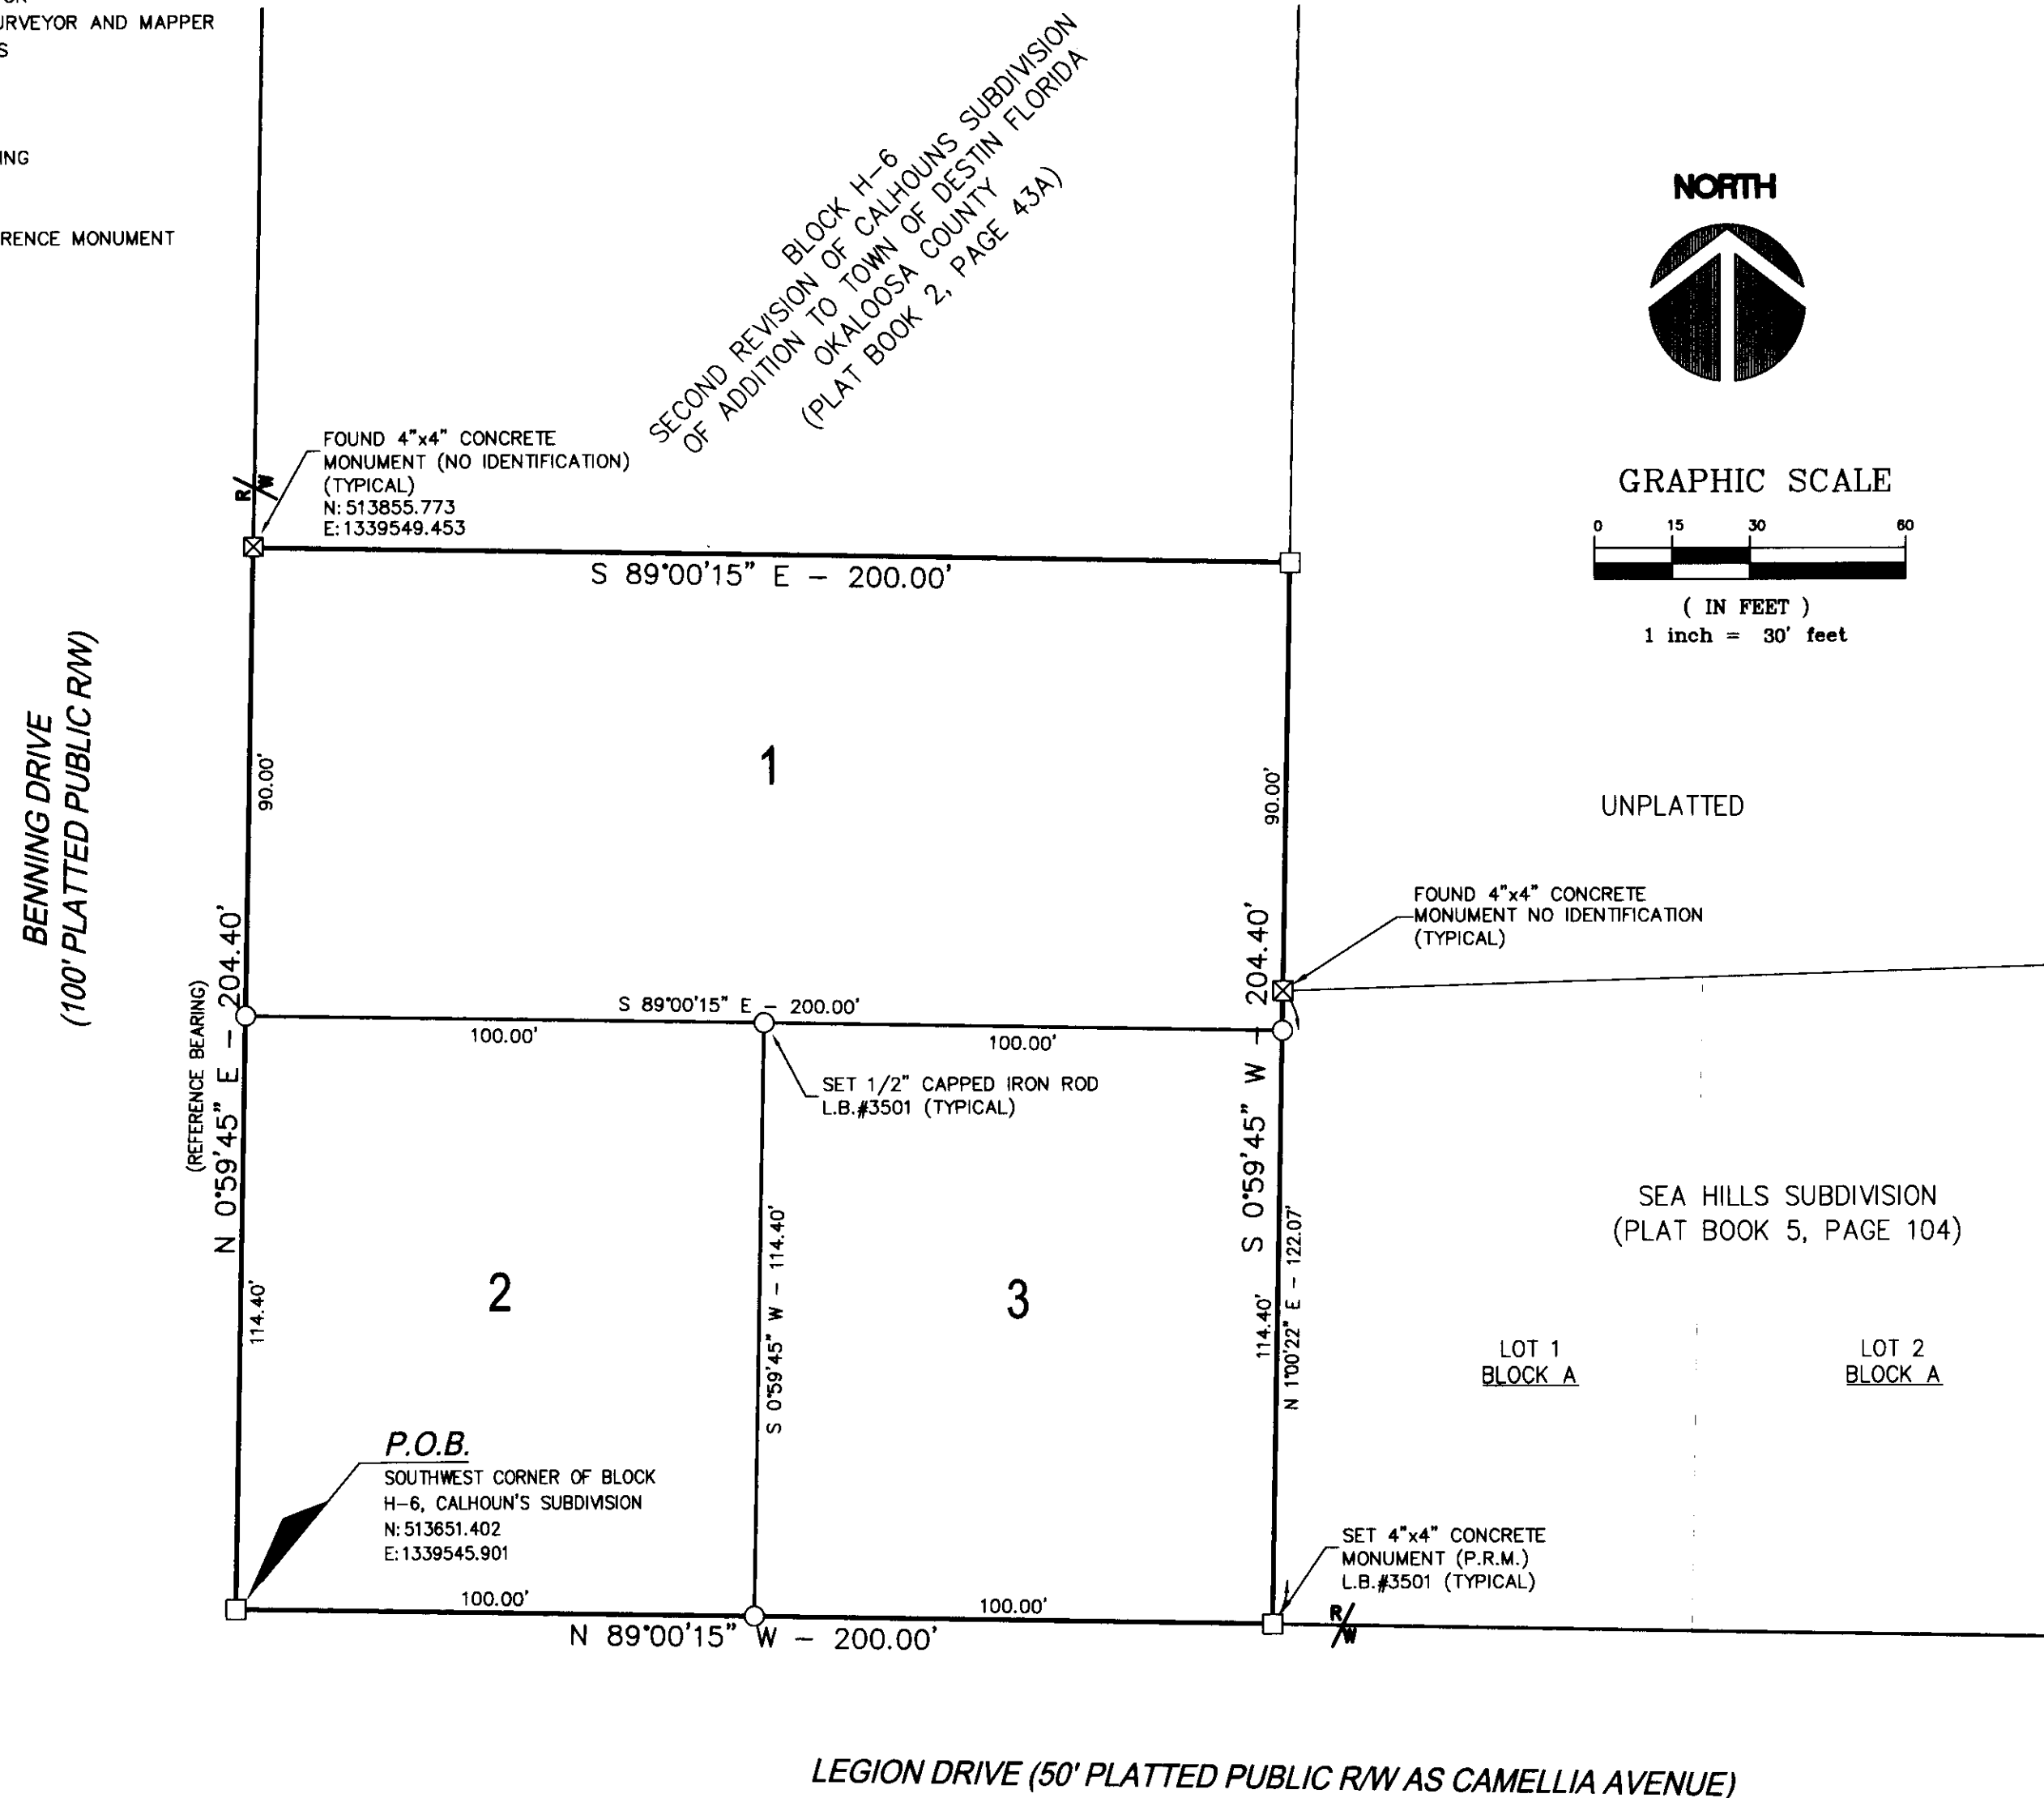 URVEYOR AND MAPPER
S
ING
RENCE MONUMENT
BLOCK H-6
SECOND REVISION OF CALHOUNS SUBDIVISION
OF ADDITION TO TOWN OF DESTIN FLORIDA
OKALOOSA COUNTY
(PLAT BOOK 2, PAGE 43A)
NORTH
GRAPHIC SCALE
0 15 30 60
( IN FEET )
1 inch = 30' feet
FOUND 4"x4" CONCRETE
MONUMENT (NO IDENTIFICATION)
(TYPICAL)
N: 513855.773
E: 1339549.453
R/W
S 89°00'15" E - 200.00'
BENNING DRIVE
(100' PLATTED PUBLIC R/W)
90.00'
1
90.00'
UNPLATTED
FOUND 4"x4" CONCRETE
MONUMENT NO IDENTIFICATION
(TYPICAL)
(REFERENCE BEARING)
N 0°59'45" E - 204.40'
S 89°00'15" E - 200.00'
100.00'
100.00'
SET 1/2" CAPPED IRON ROD
L.B.#3501 (TYPICAL)
S 0°59'45" W - 204.40'
SEA HILLS SUBDIVISION
(PLAT BOOK 5, PAGE 104)
114.40'
2
S 0°59'45" W - 114.40'
3
114.40'
N 1°00'22" E - 122.07'
LOT 1
BLOCK A
LOT 2
BLOCK A
P.O.B.
SOUTHWEST CORNER OF BLOCK
H-6, CALHOUN'S SUBDIVISION
N: 513651.402
E: 1339545.901
SET 4"x4" CONCRETE
MONUMENT (P.R.M.)
L.B.#3501 (TYPICAL)
100.00'
100.00'
R/W
N 89°00'15" W - 200.00'
LEGION DRIVE (50' PLATTED PUBLIC R/W AS CAMELLIA AVENUE)